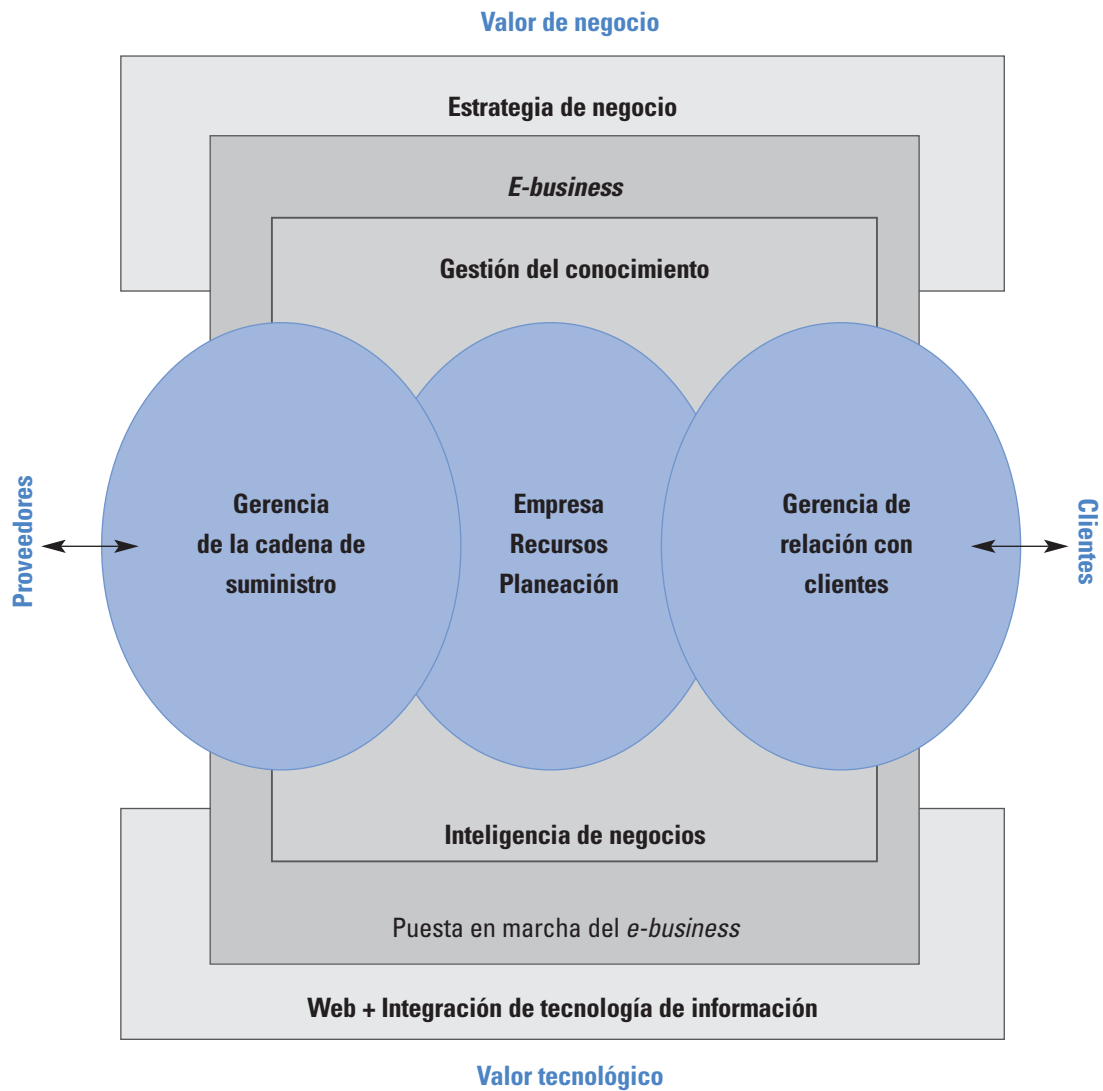 Valor de negocio
Estrategia de negocio
E-business
Gestión del conocimiento
Proveedores
Gerencia
de la cadena de
suministro
Empresa
Recursos
Planeación
Gerencia de
relación con
clientes
Clientes
Inteligencia de negocios
Puesta en marcha del e-business
Web + Integración de tecnología de información
Valor tecnológico